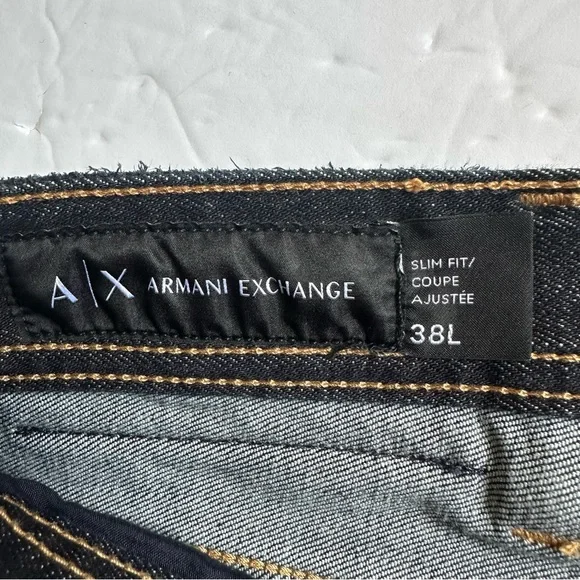 A|X ARMANI EXCHANGE
SLIM FIT/
COUPE
AJUSTÉE
38L